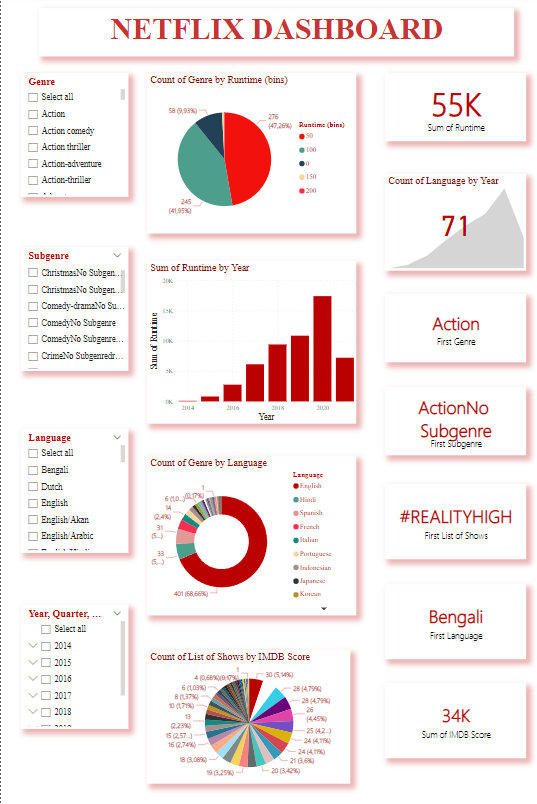 NETFLIX DASHBOARD
Genre
Select all
Action
Action comedy
Action thriller
Action-adventure
Action-thriller
Subgenre
ChristmasNo Subgen...
ChristmasNo Subgen...
Comedy-dramaNo Su...
ComedyNo Subgenre
ComedyNo Subgenre...
CrimeNo Subgenredr...
Language
Select all
Bengali
Dutch
English
English/Akan
English/Arabic
Year, Quarter, ...
Select all
2014
2015
2016
2017
2018
Count of Genre by Runtime (bins)
58 (9,93%)
276
(47,26%)
245
(41,95%)
Runtime (bins)
50
100
0
150
200
Sum of Runtime by Year
Sum of Runtime
20K
15K
10K
5K
0K
2014
2016
2018
2020
Year
Count of Genre by Language
1
(0,17%)
6 (1,0...)
14
(2,4%)
31
(5,...)
33
(5,...)
401 (68,66%)
Language
English
Hindi
Spanish
French
Italian
Portuguese
Indonesian
Japanese
Korean
Count of List of Shows by IMDB Score
1
(0,17%)
4 (0,68%)
6 (1,03%)
8 (1,37%)
10 (1,71%)
13
(2,23%)
15 (2,57...)
16 (2,74%)
18 (3,08%)
19 (3,25%)
30 (5,14%)
28 (4,79%)
28 (4,79%)
26
(4,45%)
25 (4,2...)
24 (4,11%)
24 (4,11%)
21 (3,6%)
20 (3,42%)
55K
Sum of Runtime
Count of Language by Year
71
Action
First Genre
ActionNo
Subgenre
First Subgenre
#REALITYHIGH
First List of Shows
Bengali
First Language
34K
Sum of IMDB Score